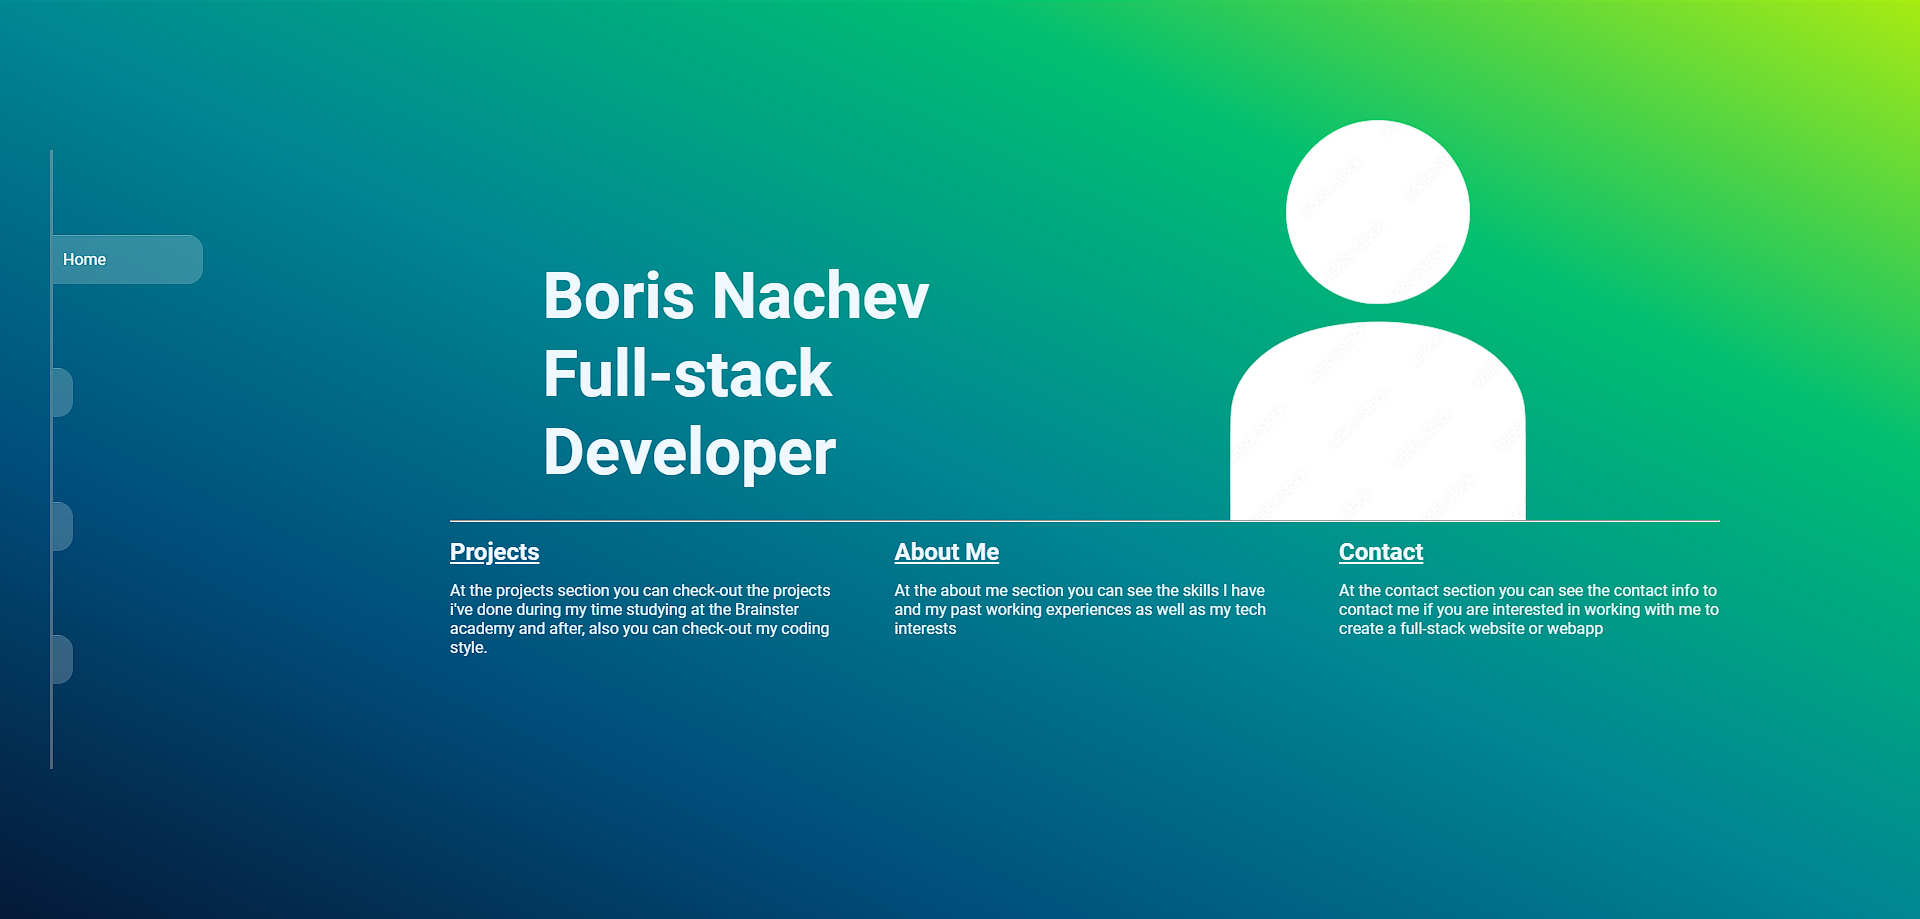 Home
Boris Nachev
Full-stack
Developer
Projects
At the projects section you can check-out the projects
i've done during my time studying at the Brainster
academy and after, also you can check-out my coding
style.
About Me
At the about me section you can see the skills I have
and my past working experiences as well as my tech
interests
Contact
At the contact section you can see the contact info to
contact me if you are interested in working with me to
create a full-stack website or webapp